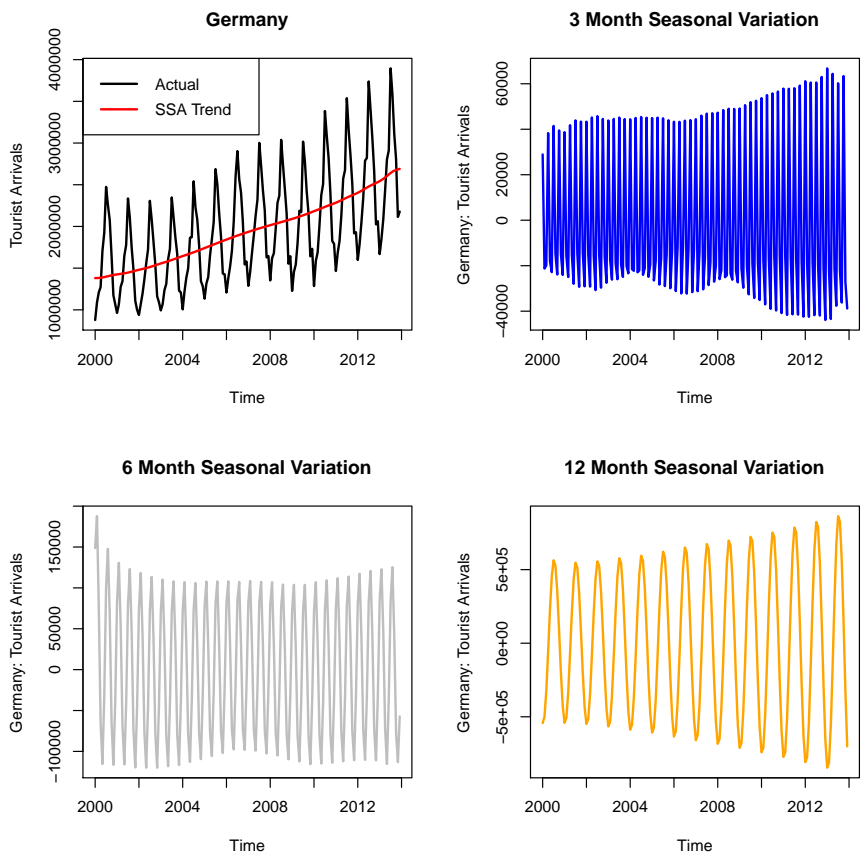 Germany
Tourist Arrivals
1000000 2000000 3000000 4000000
Actual
SSA Trend
2000 2004 2008 2012
Time
3 Month Seasonal Variation
Germany: Tourist Arrivals
−40000 0 20000 60000
2000 2004 2008 2012
Time
6 Month Seasonal Variation
Germany: Tourist Arrivals
−100000 0 50000 150000
2000 2004 2008 2012
Time
12 Month Seasonal Variation
Germany: Tourist Arrivals
−5e+05 0e+00 5e+05
2000 2004 2008 2012
Time